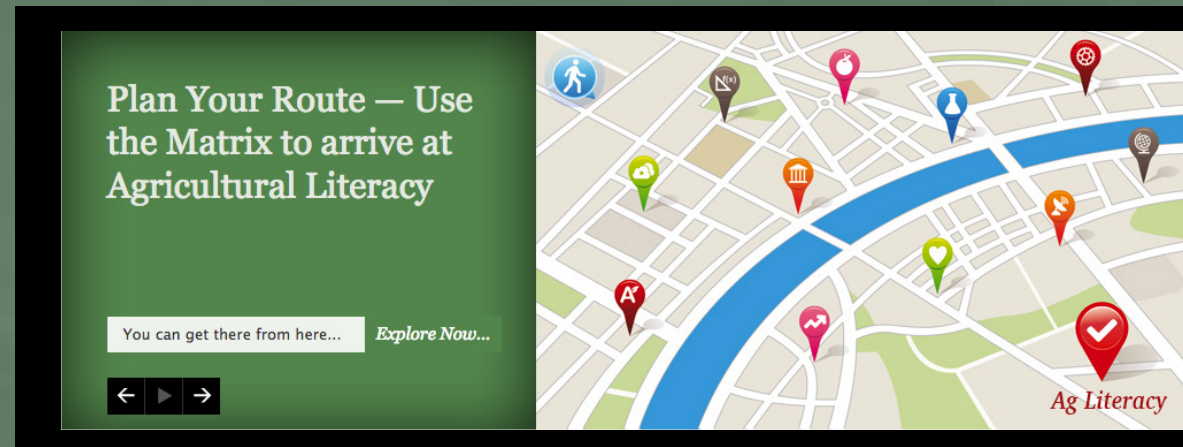 Plan Your Route — Use
the Matrix to arrive at
Agricultural Literacy
You can get there from here...
Explore Now...
N
f(x)
A
Ag Literacy